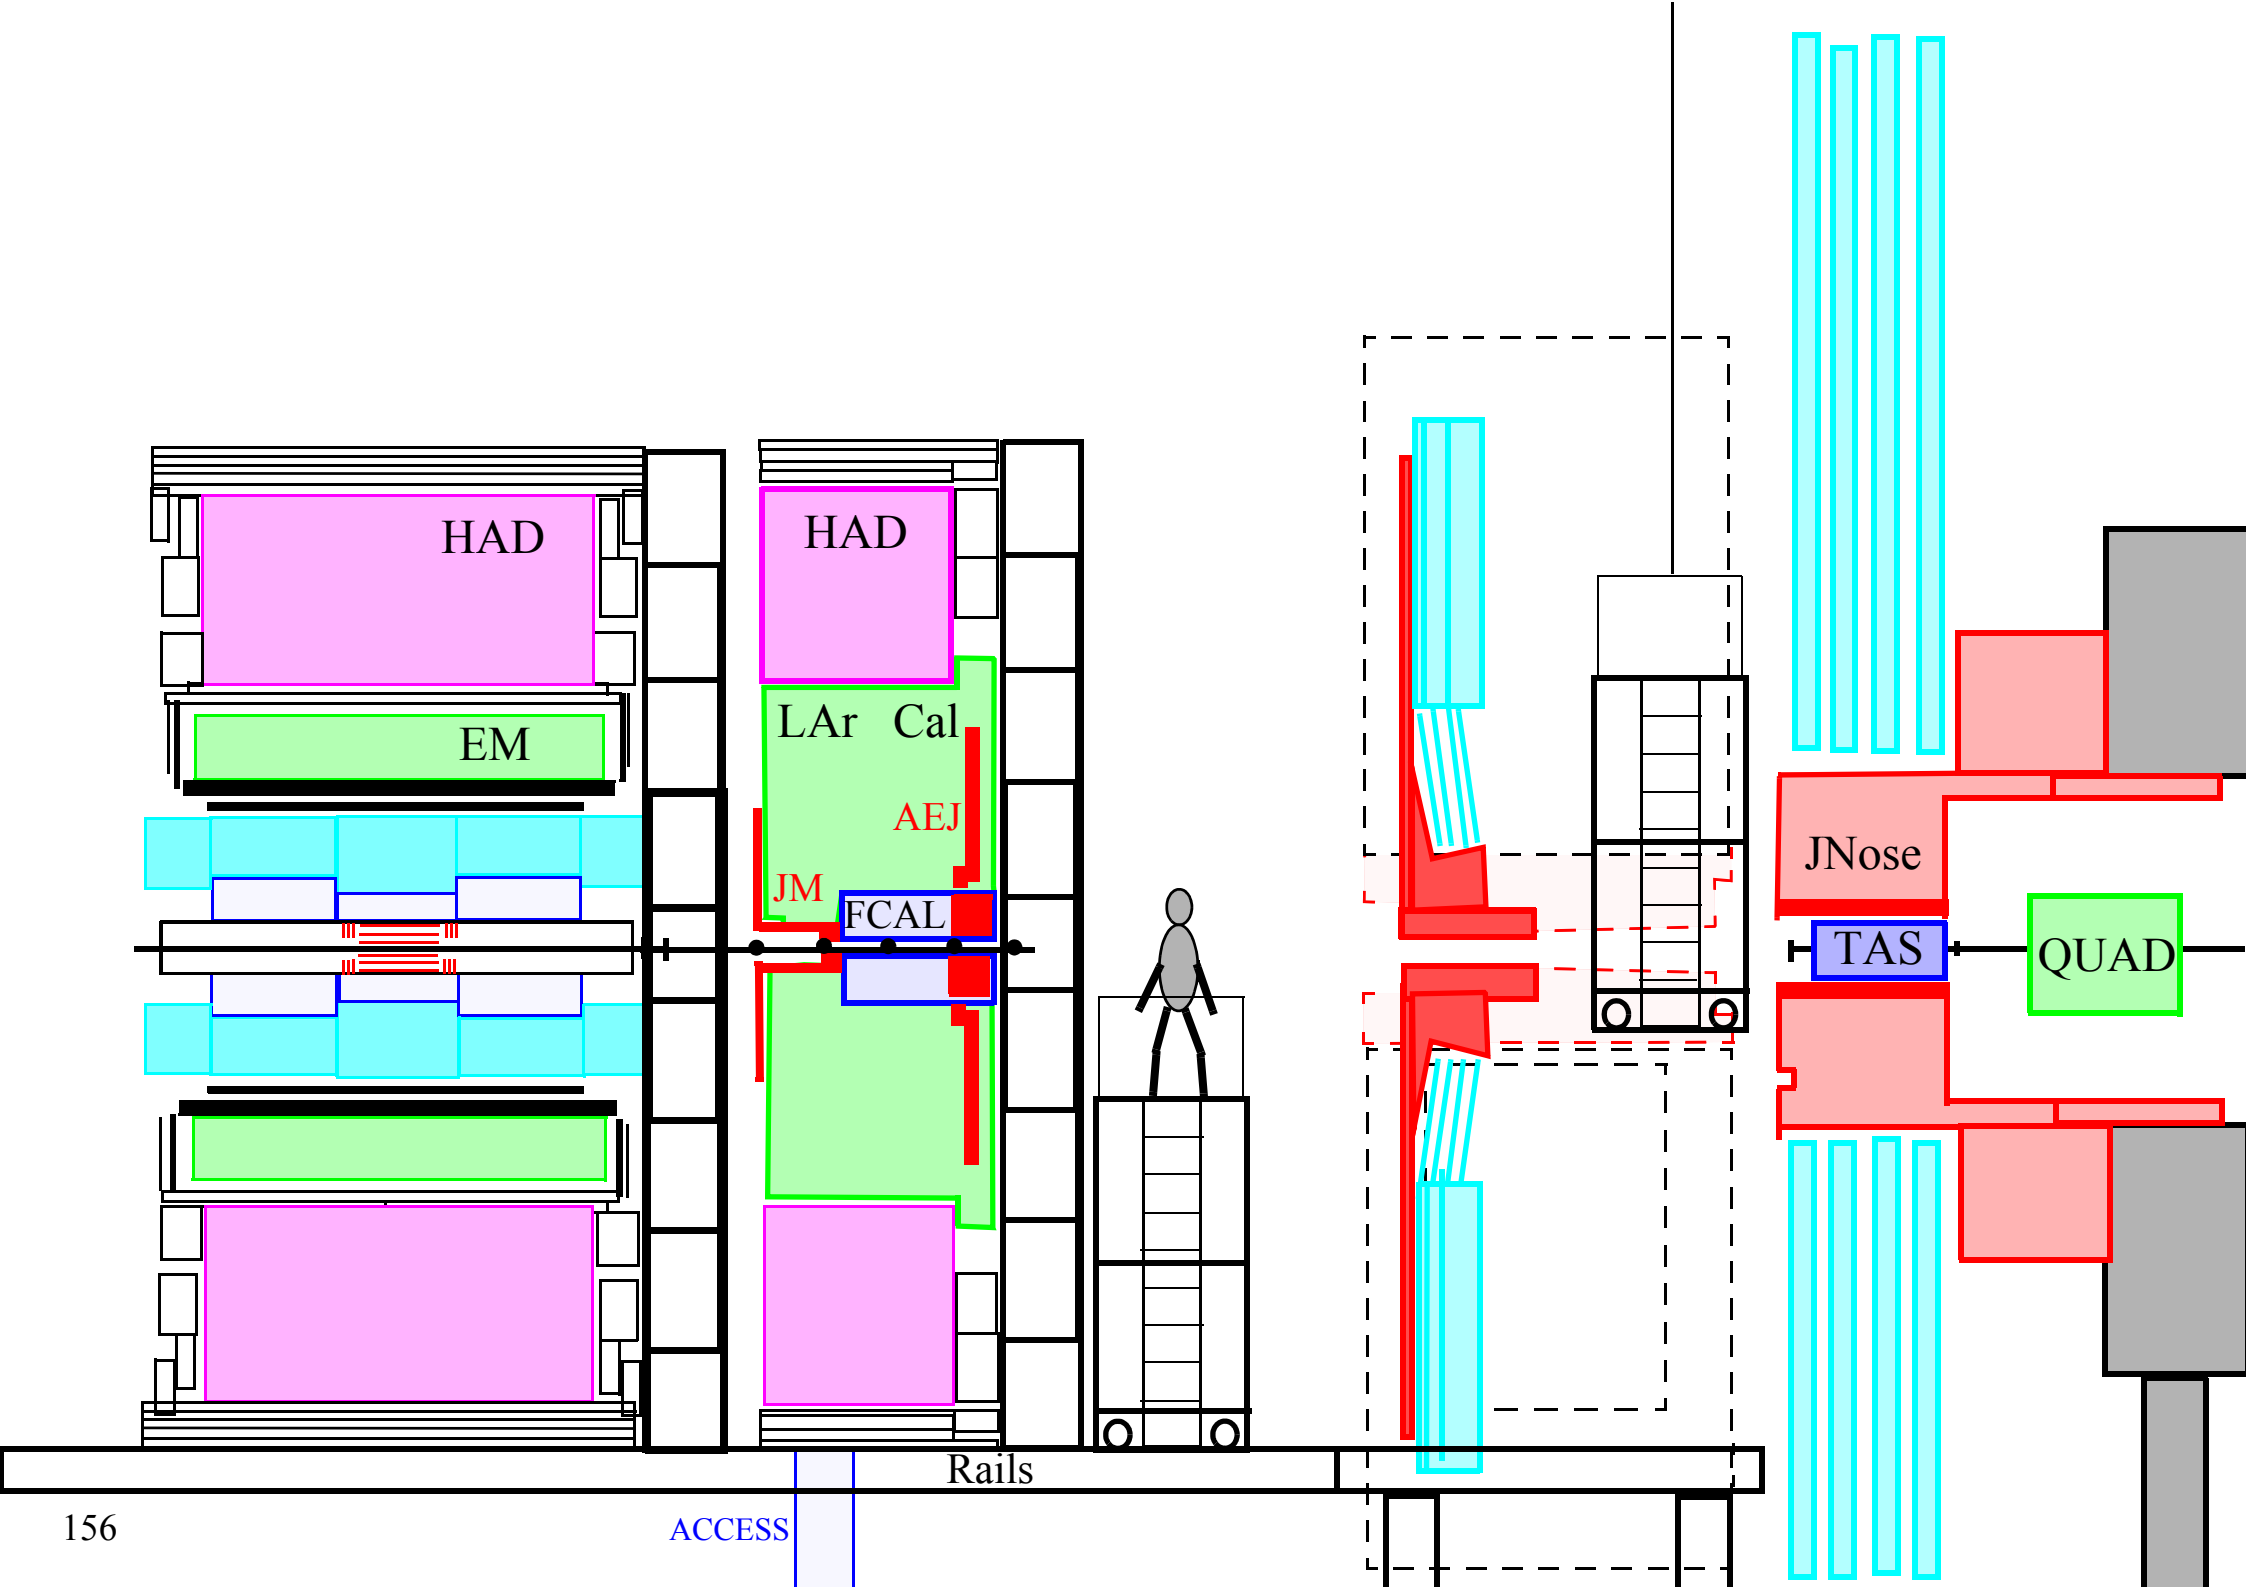 HAD
HAD
EM
LAr Cal
AEJ
JM
FCAL
JNose
TAS
QUAD
Rails
156
ACCESS